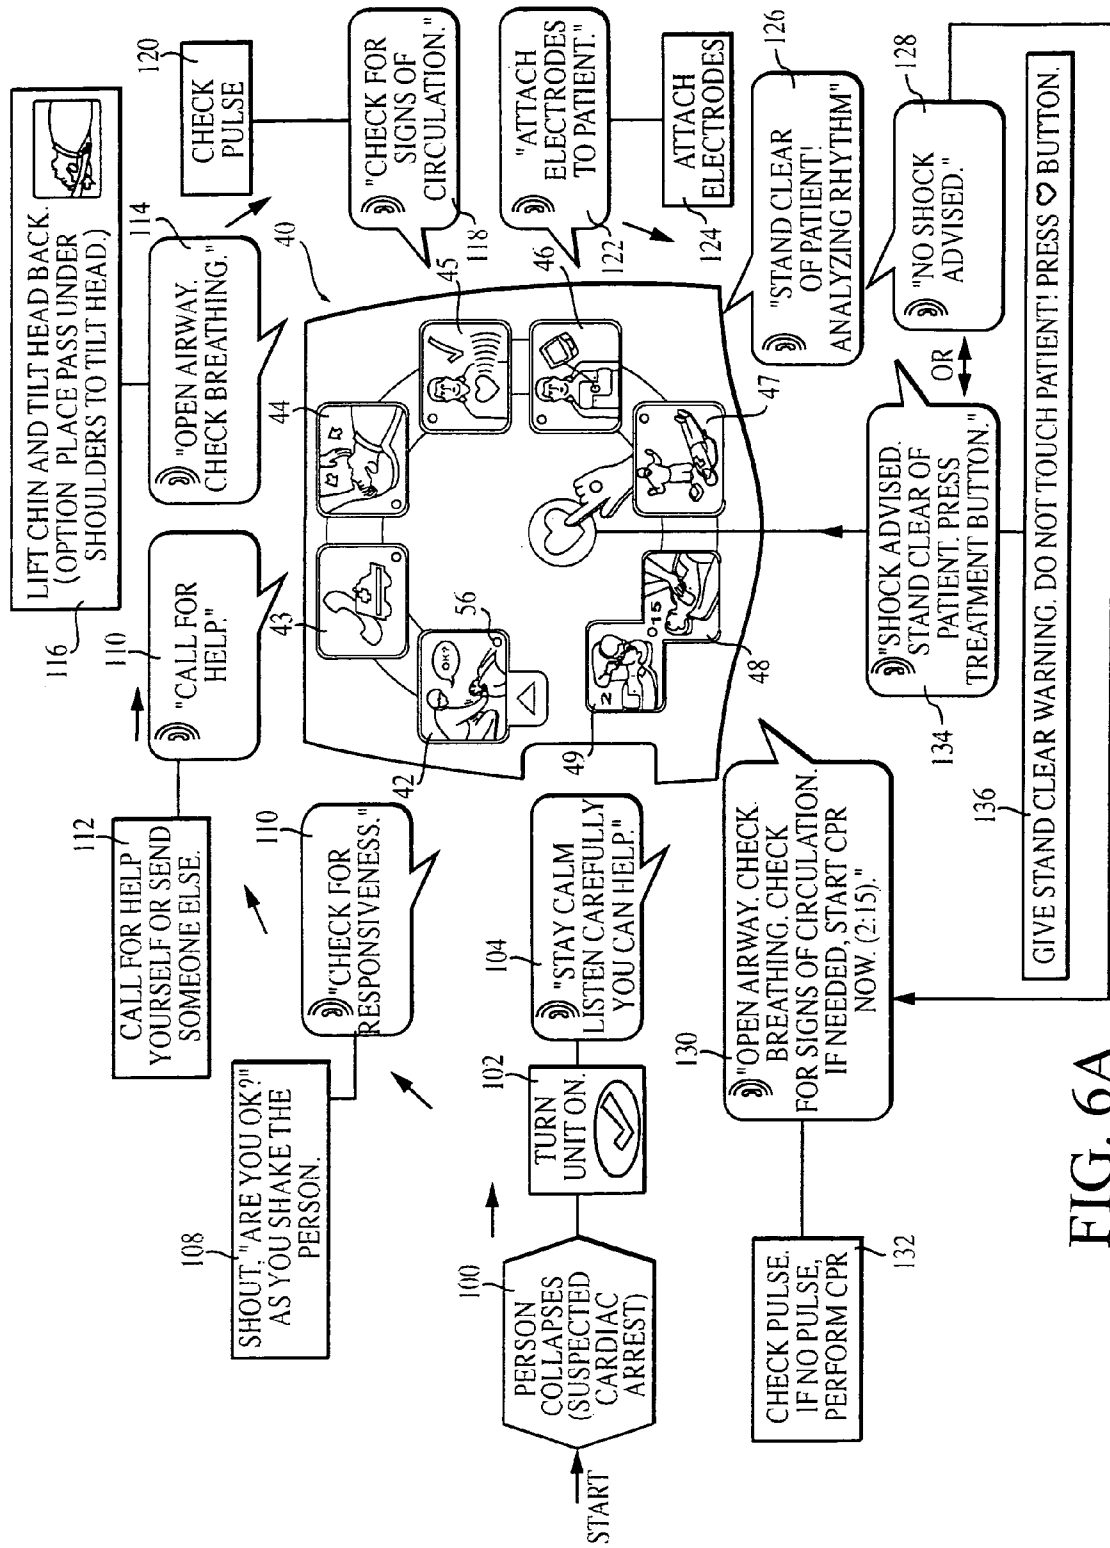 START
100
PERSON
COLLAPSES
(SUSPECTED
CARDIAC
ARREST)
102
TURN
UNIT ON.
104
"STAY CALM
LISTEN CAREFULLY
YOU CAN HELP."
108
SHOUT, "ARE YOU OK?"
AS YOU SHAKE THE
PERSON.
110
"CHECK FOR
RESPONSIVENESS."
112
CALL FOR HELP
YOURSELF OR SEND
SOMEONE ELSE.
110
"CALL FOR
HELP."
116
LIFT CHIN AND TILT HEAD BACK.
(OPTION PLACE PASS UNDER
SHOULDERS TO TILT HEAD.)
114
"OPEN AIRWAY.
CHECK BREATHING."
120
CHECK
PULSE
"CHECK FOR
SIGNS OF
CIRCULATION."
118
"ATTACH
ELECTRODES
TO PATIENT."
122
ATTACH
ELECTRODES
124
40
42
OK?
56
43
44
45
46
47
48
15
49
2
126
"STAND CLEAR
OF PATIENT!
ANALYZING RHYTHM"
128
"NO SHOCK
ADVISED."
OR
"SHOCK ADVISED.
STAND CLEAR OF
PATIENT. PRESS
TREATMENT BUTTON."
134
136
GIVE STAND CLEAR WARNING. DO NOT TOUCH PATIENT! PRESS ♡ BUTTON.
130
"OPEN AIRWAY. CHECK
BREATHING. CHECK
FOR SIGNS OF CIRCULATION.
IF NEEDED, START CPR
NOW. (2:15)."
CHECK PULSE.
IF NO PULSE,
PERFORM CPR
132
FIG. 6A